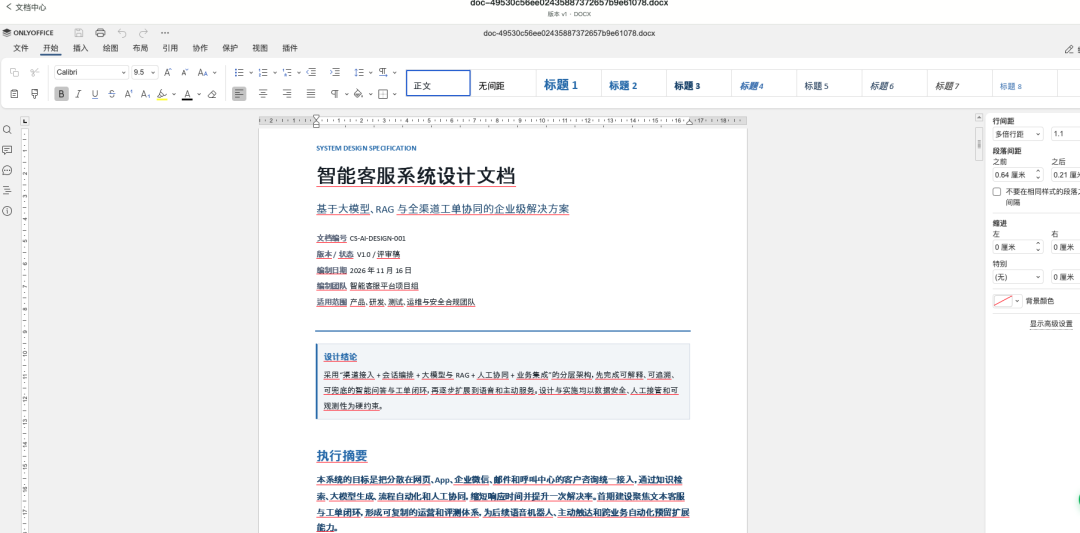 文档中心
doc-49530c56ee02435887372657b9e61078.docx
版本 v1 · DOCX
ONLYOFFICE
doc-49530c56ee02435887372657b9e61078.docx
文件 开始 插入 绘图 布局 引用 协作 保护 视图 插件
Calibri 9.5
正文 无间距 标题 1 标题 2 标题 3 标题 4 标题 5 标题 6 标题 7 标题 8
行间距
多倍行距 1.1
段落间距
之前 之后
0.64 厘米 0.21 厘米
不要在相同样式的段落之
间隔
缩进
左 右
0 厘米 0 厘米
特别
(无) 0 厘米
背景颜色
显示高级设置
SYSTEM DESIGN SPECIFICATION
智能客服系统设计文档
基于大模型、RAG 与全渠道工单协同的企业级解决方案
文档编号 CS-AI-DESIGN-001
版本 / 状态 V1.0 / 评审稿
编制日期 2026 年 11 月 16 日
编制团队 智能客服平台项目组
适用范围 产品、研发、测试、运维与安全合规团队
设计结论
采用“渠道接入 + 会话编排 + 大模型与 RAG + 人工协同 + 业务集成”的分层架构，先完成可解释、可追溯、
可兜底的智能问答与工单闭环，再逐步扩展到语音和主动服务。设计与实施均以数据安全、人工接管和可
观测性为硬约束。
执行摘要
本系统的目标是把分散在网页、App、企业微信、邮件和呼叫中心的客户咨询统一接入，通过知识检
索、大模型生成、流程自动化和人工协同，缩短响应时间并提升一次解决率。首期建设聚焦文本客服
与工单闭环，形成可复制的运营和评测体系，为后续语音机器人、主动触达和跨业务自动化预留扩展
能力。